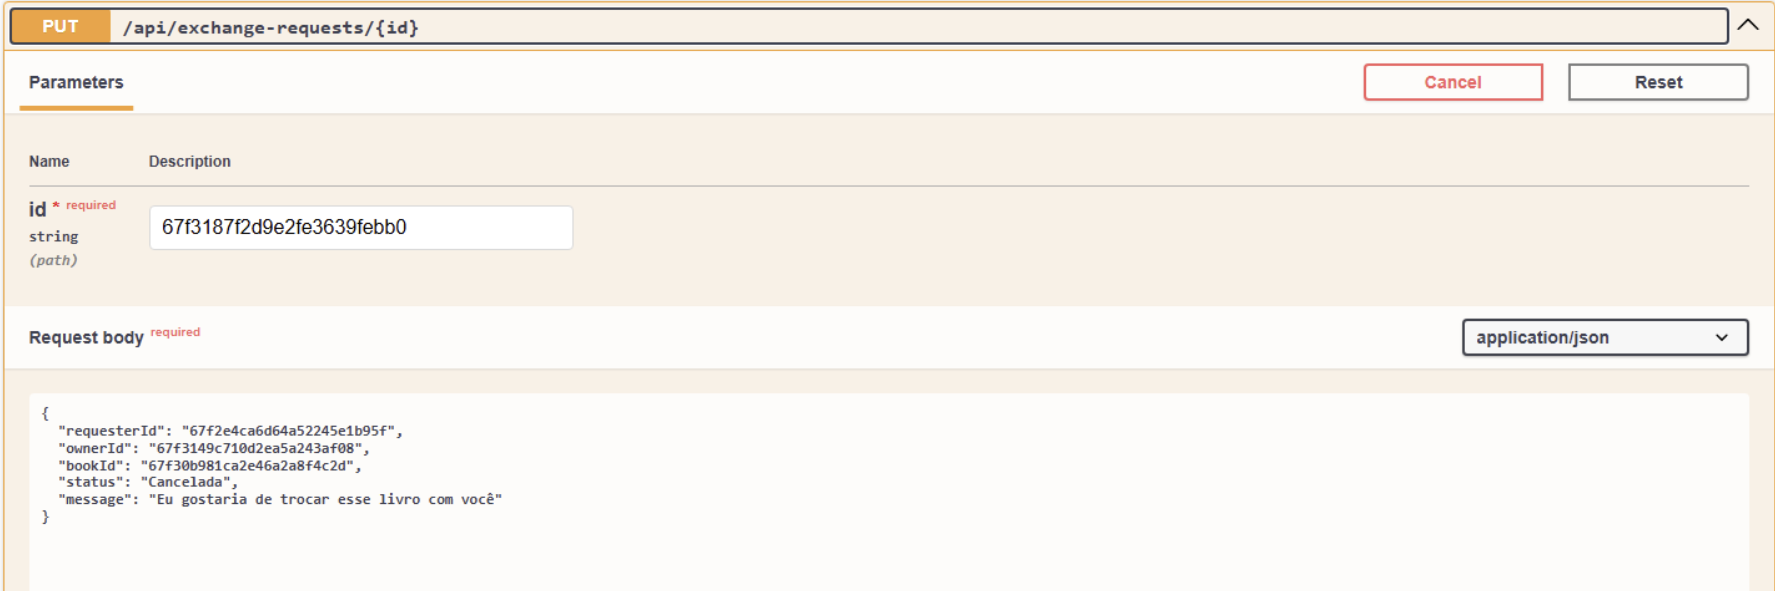 PUT /api/exchange-requests/{id}
Parameters
Cancel Reset
Name Description
id * required
string
(path)
67f3187f2d9e2fe3639febb0
Request body required
application/json
{
"requesterId": "67f2e4ca6d64a52245e1b95f",
"ownerId": "67f3149c710d2ea5a243af08",
"bookId": "67f30b981ca2e46a2a8f4c2d",
"status": "Cancelada",
"message": "Eu gostaria de trocar esse livro com você"
}